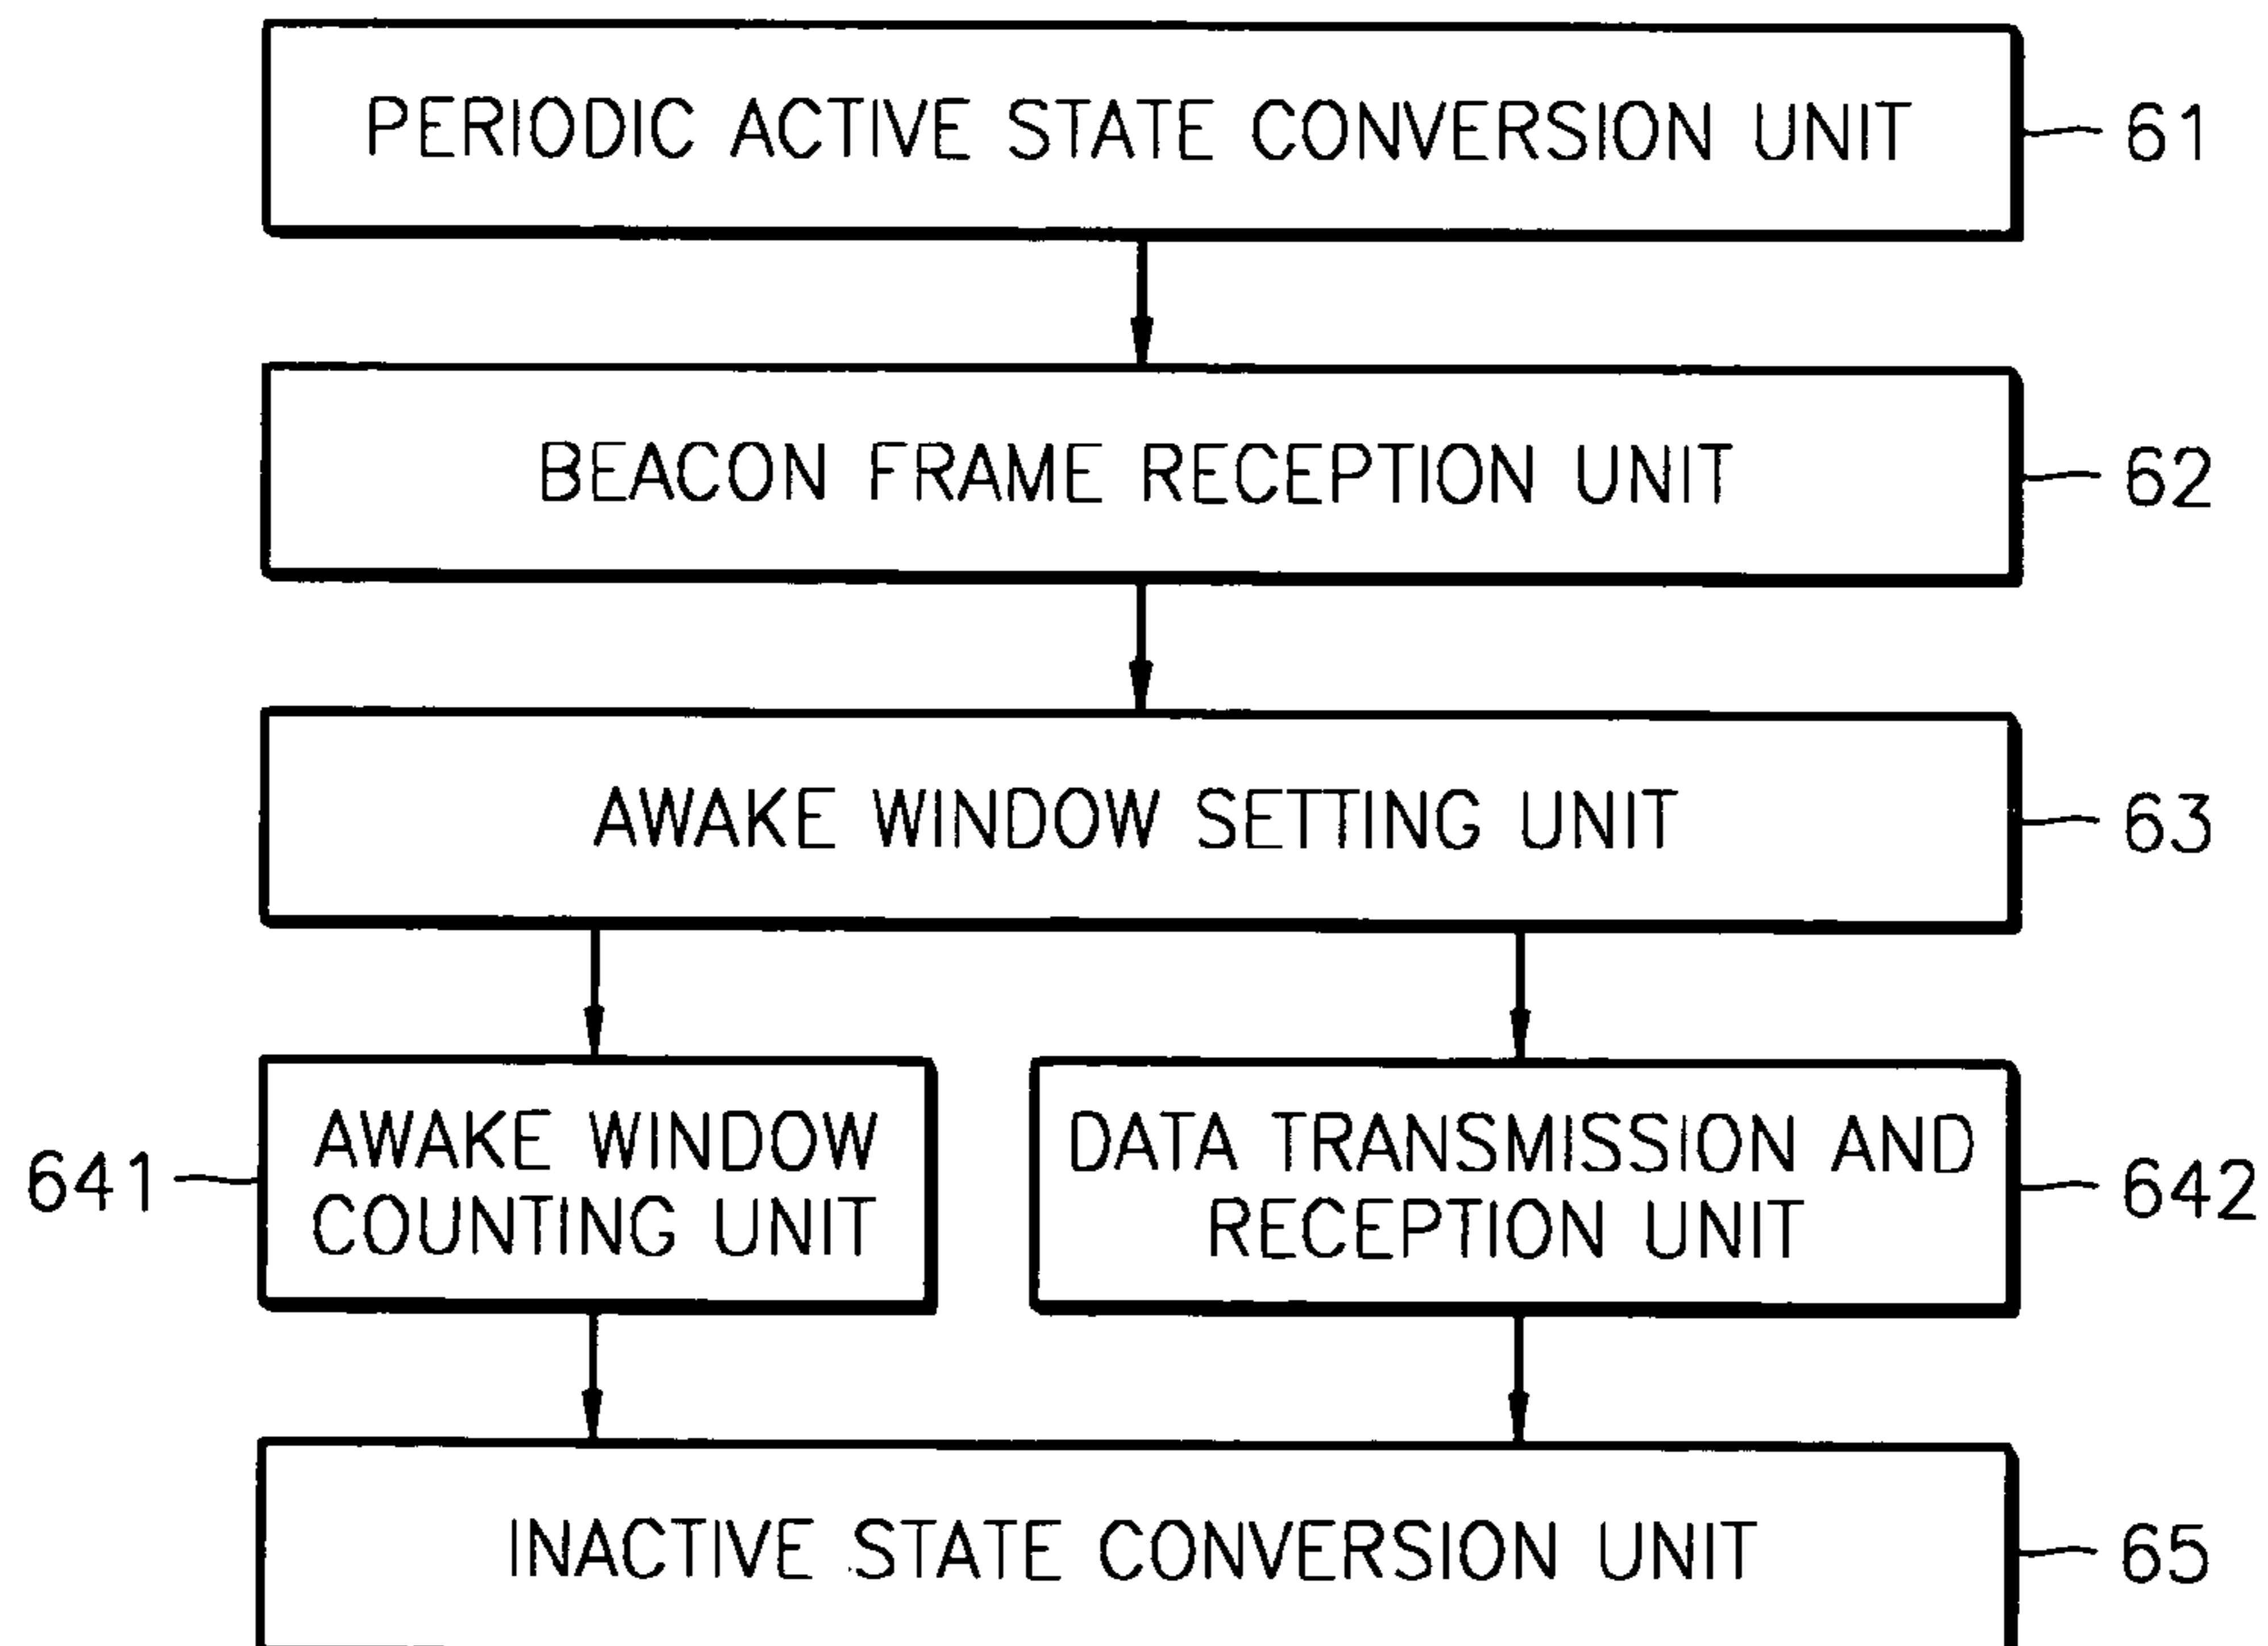 PERIODIC ACTIVE STATE CONVERSION UNIT
61
BEACON FRAME RECEPTION UNIT
62
AWAKE WINDOW SETTING UNIT
63
641
AWAKE WINDOW
COUNTING UNIT
DATA TRANSMISSION AND
RECEPTION UNIT
642
INACTIVE STATE CONVERSION UNIT
65